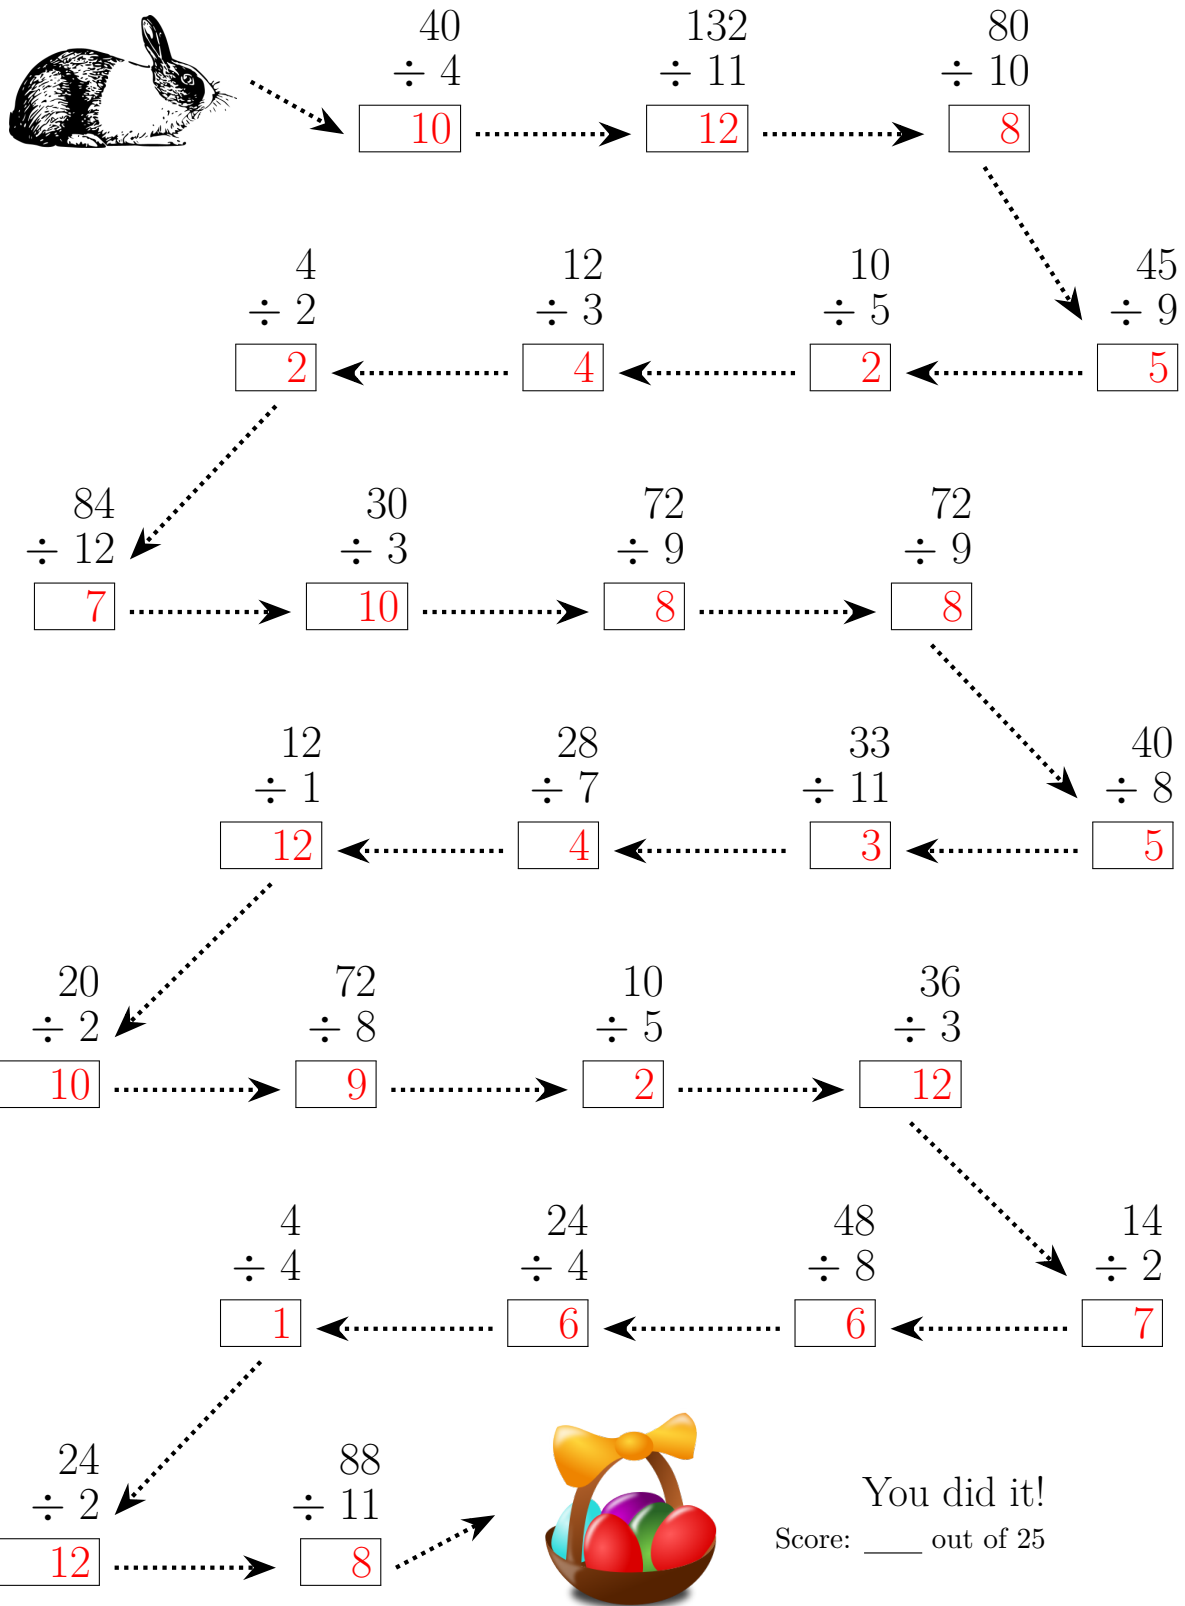 40 132 80
÷ 4 ÷ 11 ÷ 10
10 12 8
4 12 10 45
÷ 2 ÷ 3 ÷ 5 ÷ 9
2 4 2 5
84 30 72 72
÷ 12 ÷ 3 ÷ 9 ÷ 9
7 10 8 8
12 28 33 40
÷ 1 ÷ 7 ÷ 11 ÷ 8
12 4 3 5
20 72 10 36
÷ 2 ÷ 8 ÷ 5 ÷ 3
10 9 2 12
4 24 48 14
÷ 4 ÷ 4 ÷ 8 ÷ 2
1 6 6 7
24 88
÷ 2 ÷ 11
12 8
You did it!
Score: ____ out of 25